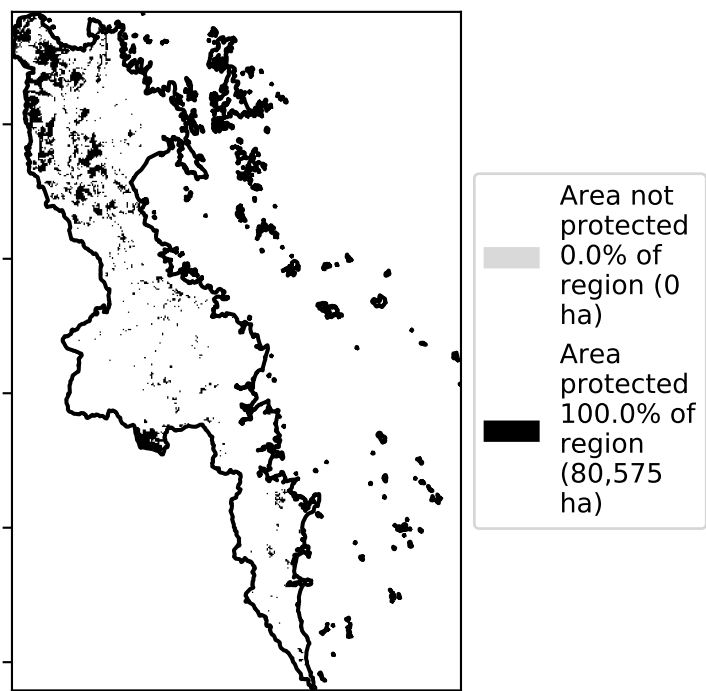 Area not
protected
0.0% of
region (0
ha)
Area
protected
100.0% of
region
(80,575
ha)